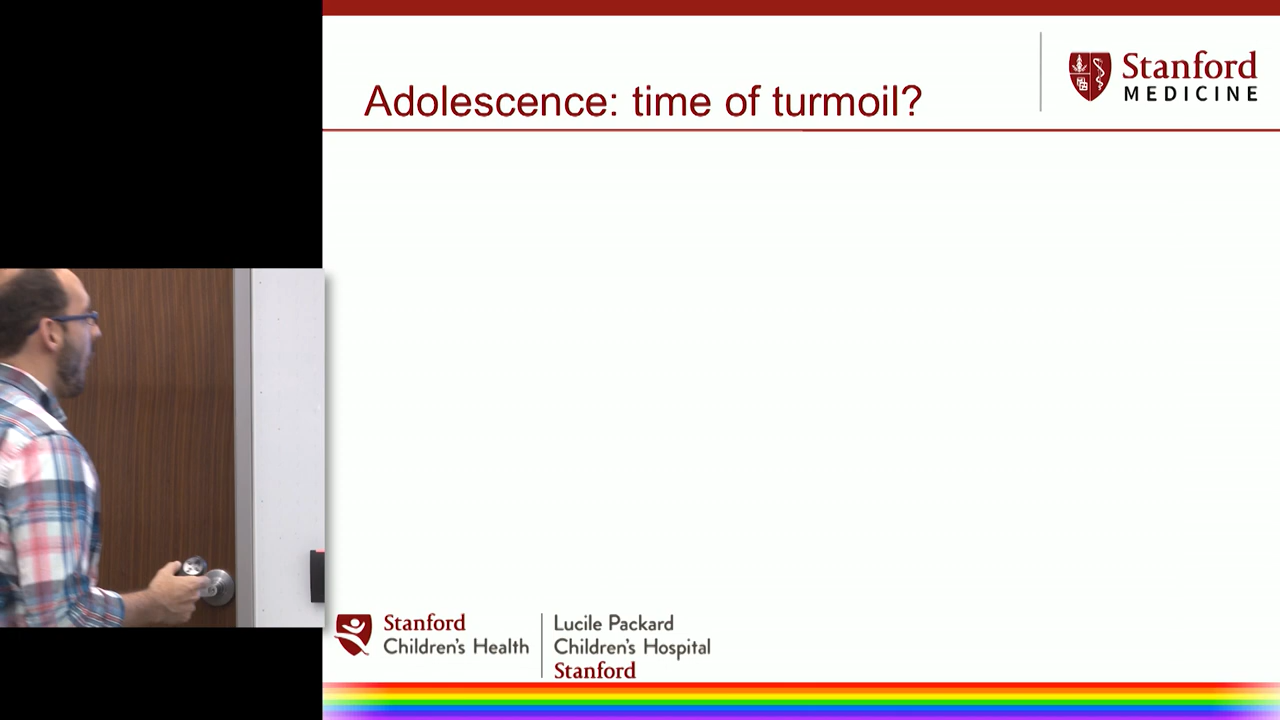 Adolescence: time of turmoil?
Stanford
MEDICINE
Stanford
Children's Health
Lucile Packard
Children's Hospital
Stanford